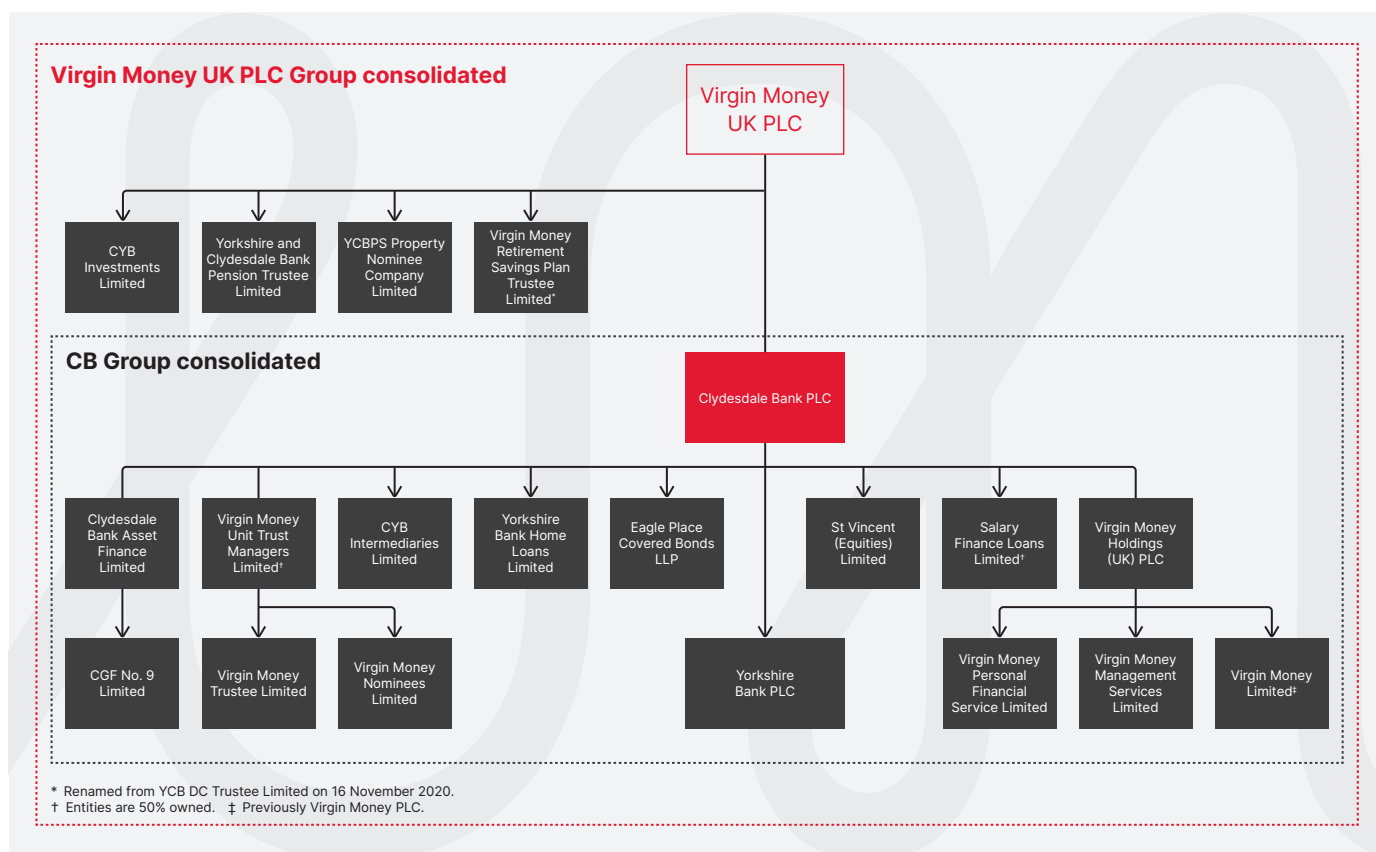 Virgin Money UK PLC Group consolidated
Virgin Money
UK PLC
CYB
Investments
Limited
Yorkshire and
Clydesdale Bank
Pension Trustee
Limited
YCBPS Property
Nominee
Company
Limited
Virgin Money
Retirement
Savings Plan
Trustee
Limited*
CB Group consolidated
Clydesdale Bank PLC
Clydesdale
Bank Asset
Finance
Limited
Virgin Money
Unit Trust
Managers
Limited†
CYB
Intermediaries
Limited
Yorkshire
Bank Home
Loans
Limited
Eagle Place
Covered Bonds
LLP
St Vincent
(Equities)
Limited
Salary
Finance Loans
Limited†
Virgin Money
Holdings
(UK) PLC
CGF No. 9
Limited
Virgin Money
Trustee Limited
Virgin Money
Nominees
Limited
Yorkshire
Bank PLC
Virgin Money
Personal
Financial
Service Limited
Virgin Money
Management
Services
Limited
Virgin Money
Limited‡
* Renamed from YCB DC Trustee Limited on 16 November 2020.
† Entities are 50% owned. ‡ Previously Virgin Money PLC.